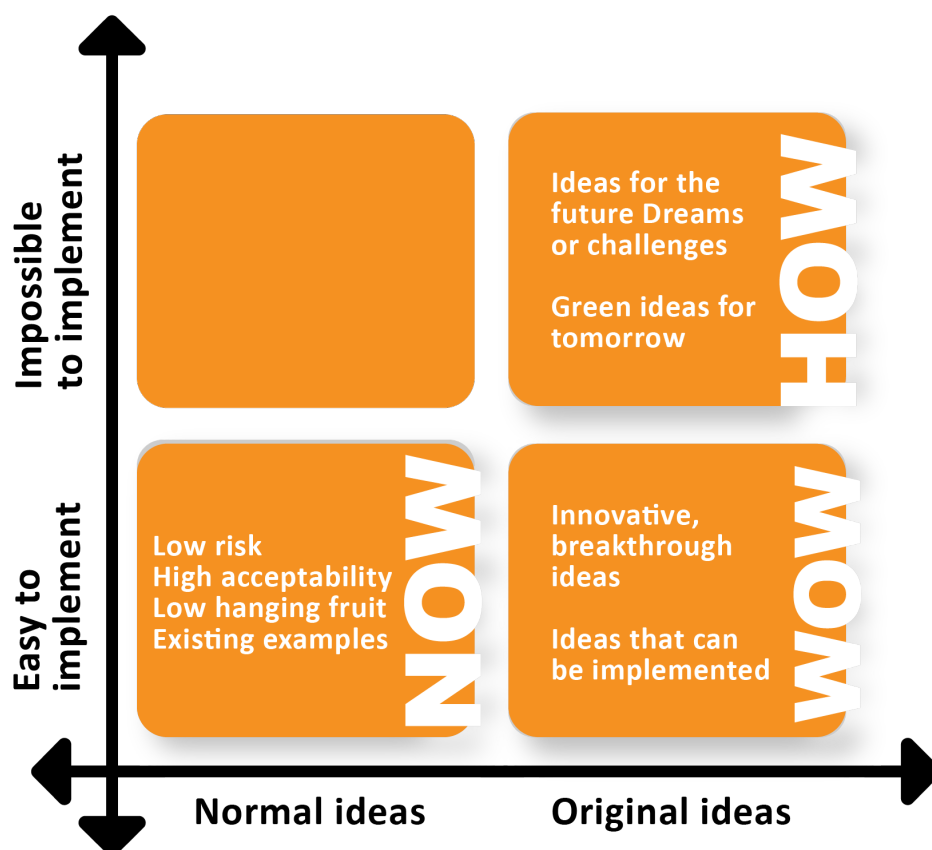 Impossible
to implement
Ideas for the
future Dreams
or challenges
Green ideas for
tomorrow
HOW
Easy to
implement
Low risk
High acceptability
Low hanging fruit
Existing examples
NOW
Innovative,
breakthrough
ideas
Ideas that can
be implemented
WOW
Normal ideas
Original ideas